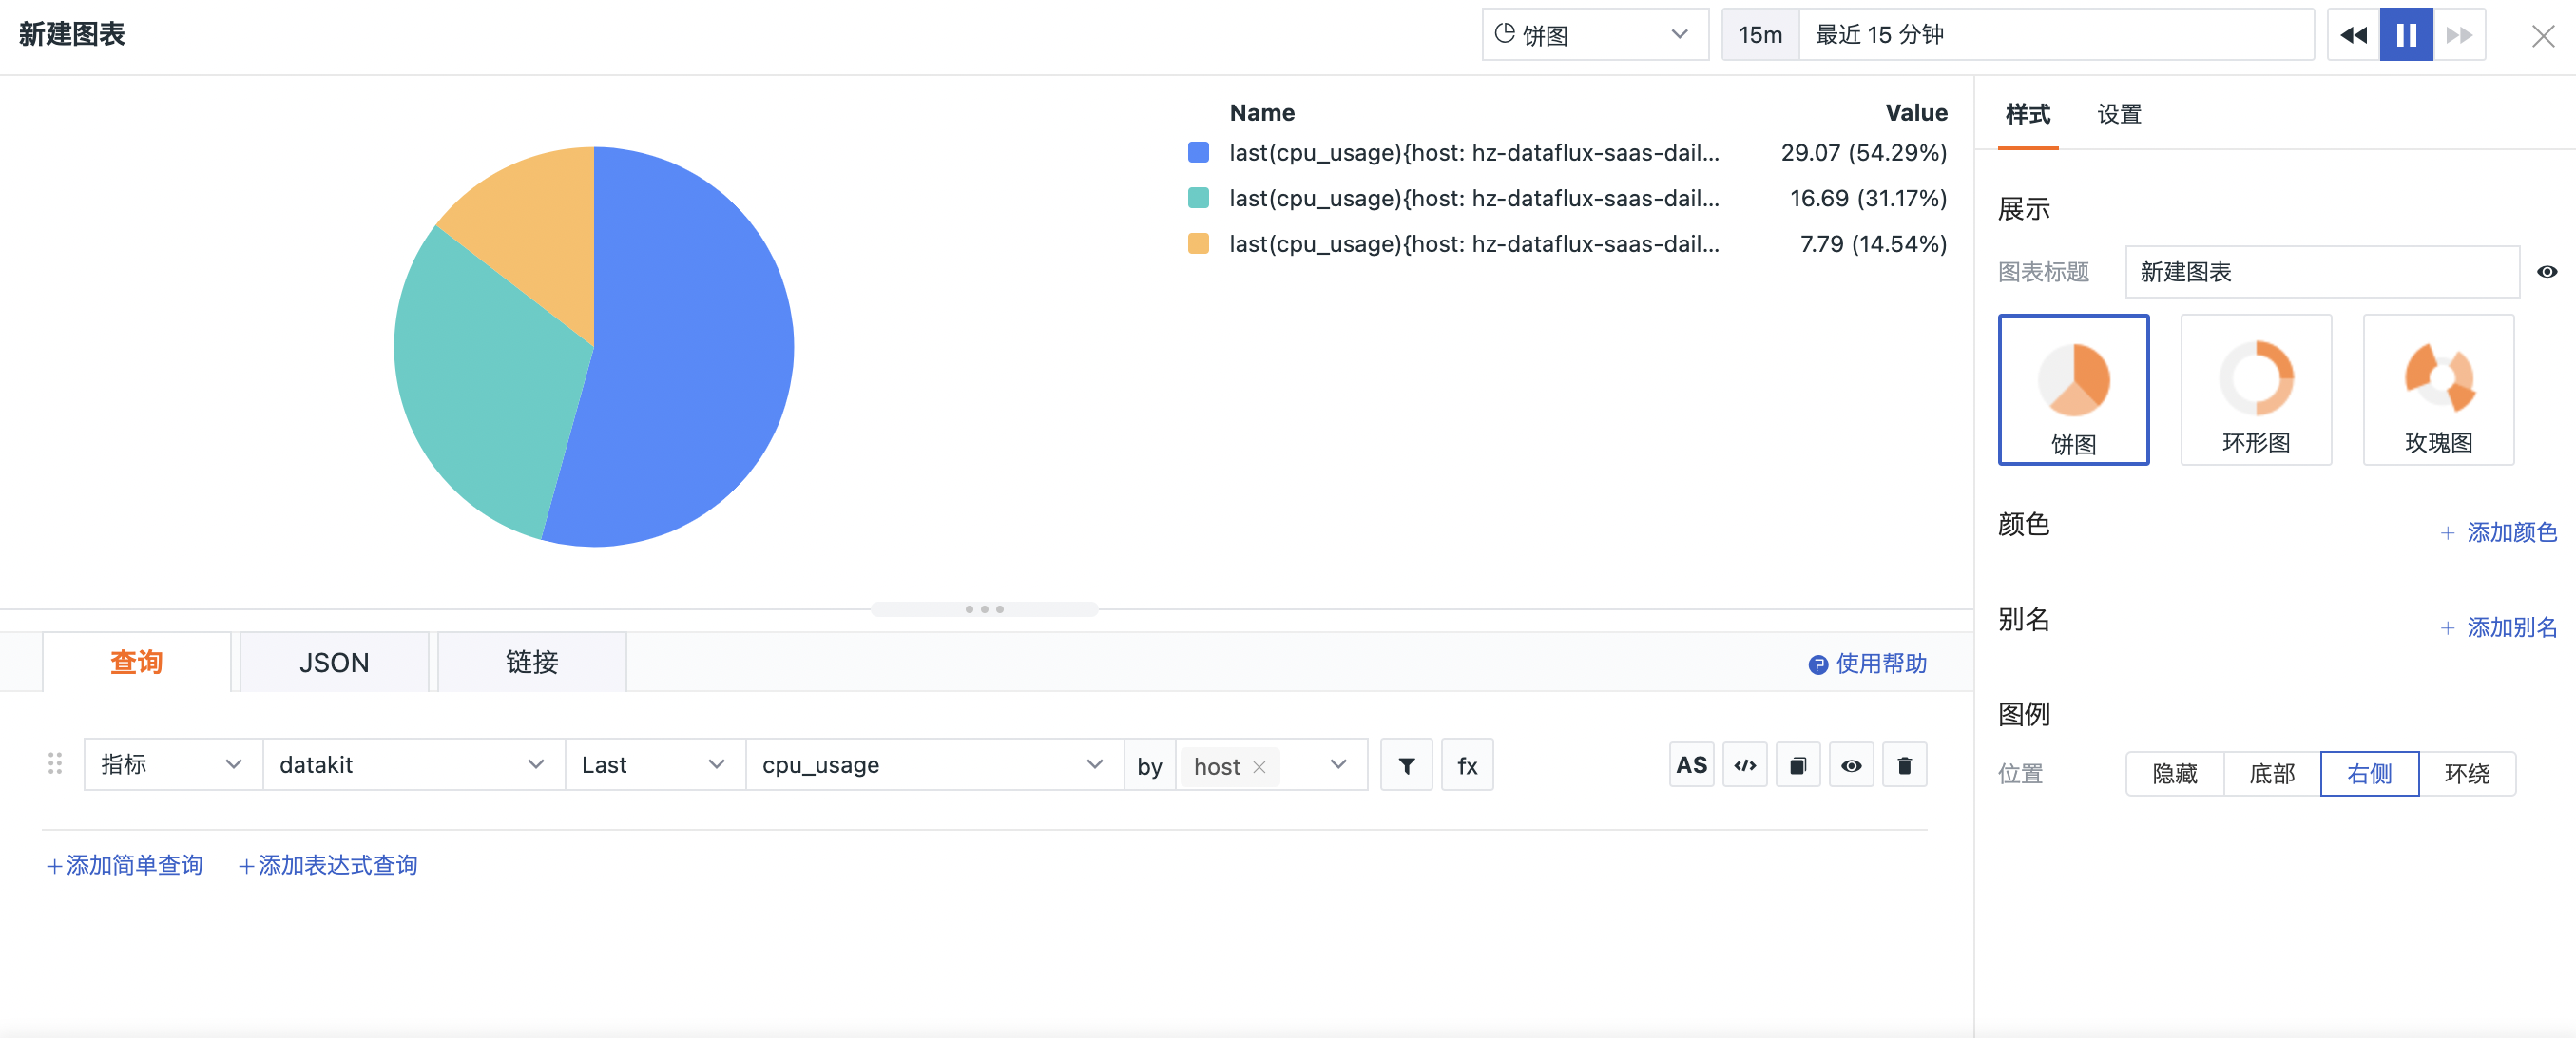 新建图表
饼图
15m 最近 15 分钟
Name Value
last(cpu_usage){host: hz-dataflux-saas-dail... 29.07 (54.29%)
last(cpu_usage){host: hz-dataflux-saas-dail... 16.69 (31.17%)
last(cpu_usage){host: hz-dataflux-saas-dail... 7.79 (14.54%)
查询 JSON 链接 使用帮助
指标 datakit Last cpu_usage by host × fx AS </>
+添加简单查询 +添加表达式查询
样式 设置
展示
图表标题 新建图表
饼图 环形图 玫瑰图
颜色 + 添加颜色
别名 + 添加别名
图例
位置 隐藏 底部 右侧 环绕